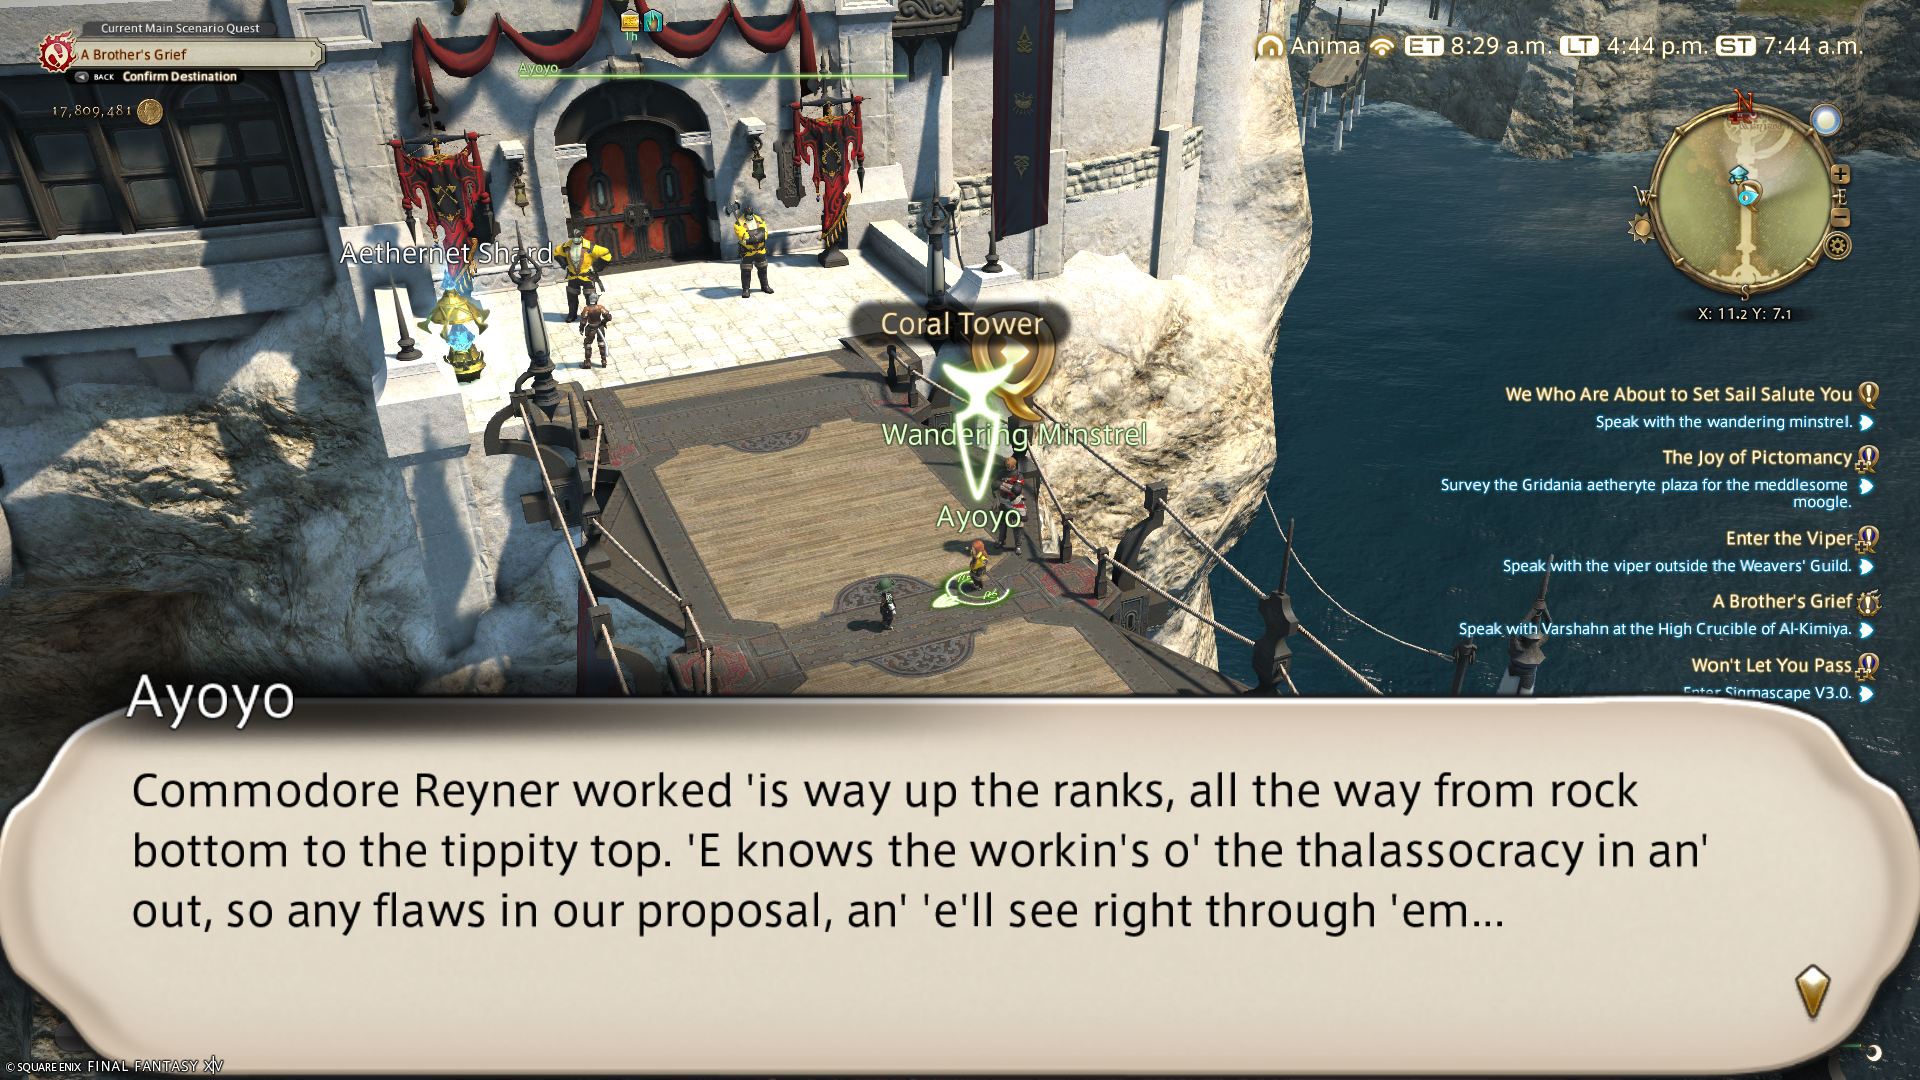 Current Main Scenario Quest
A Brother's Grief
BACK Confirm Destination
17,809,481
1h
Ayoyo
Anima ET 8:29 a.m. LT 4:44 p.m. ST 7:44 a.m.
N
W
E
S
X: 11.2 Y: 7.1
Aethernet Shard
Coral Tower
Wandering Minstrel
Ayoyo
We Who Are About to Set Sail Salute You
Speak with the wandering minstrel.
The Joy of Pictomancy
Survey the Gridania aetheryte plaza for the meddlesome
moogle.
Enter the Viper
Speak with the viper outside the Weavers' Guild.
A Brother's Grief
Speak with Varshahn at the High Crucible of Al-Kimiya.
Won't Let You Pass
Enter Sigmascape V3.0.
Ayoyo
Commodore Reyner worked 'is way up the ranks, all the way from rock
bottom to the tippity top. 'E knows the workin's o' the thalassocracy in an'
out, so any flaws in our proposal, an' 'e'll see right through 'em...
© SQUARE ENIX FINAL FANTASY XIV